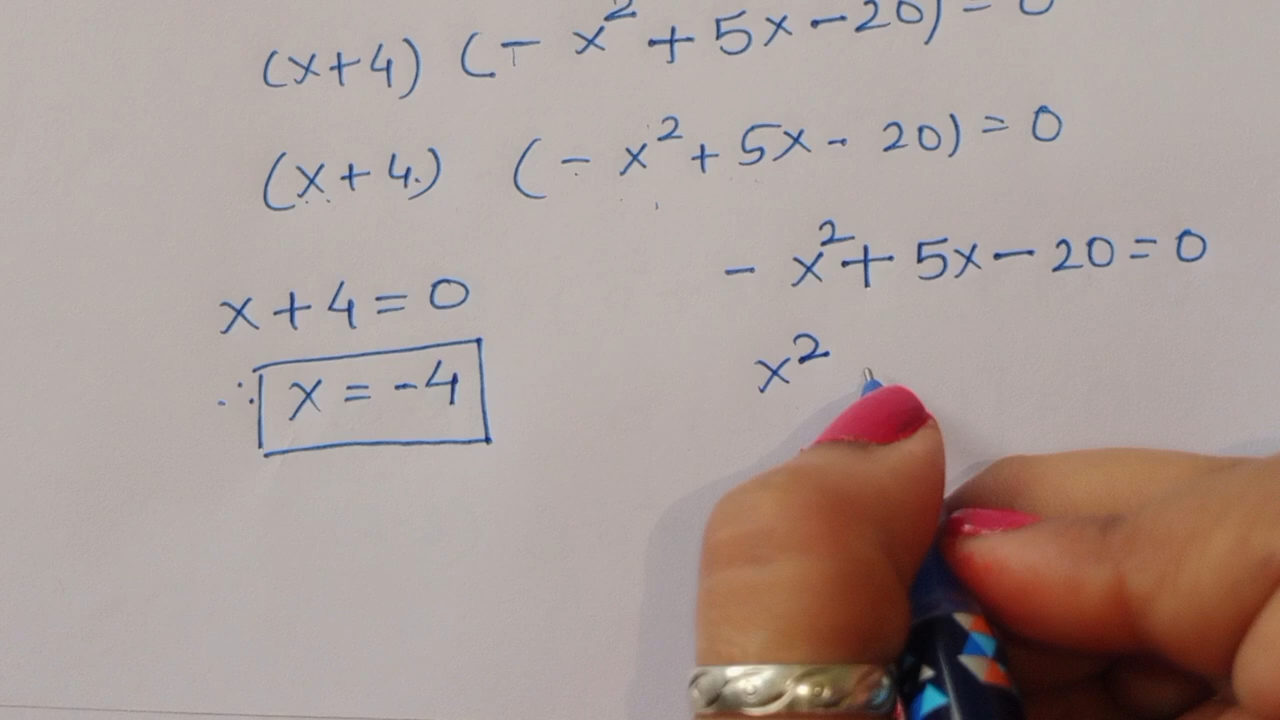 (x+4) (- x² + 5x - 20) = 0
(x+4) (- x² + 5x - 20) = 0
- x² + 5x - 20 = 0
x + 4 = 0
x²
∴ x = -4